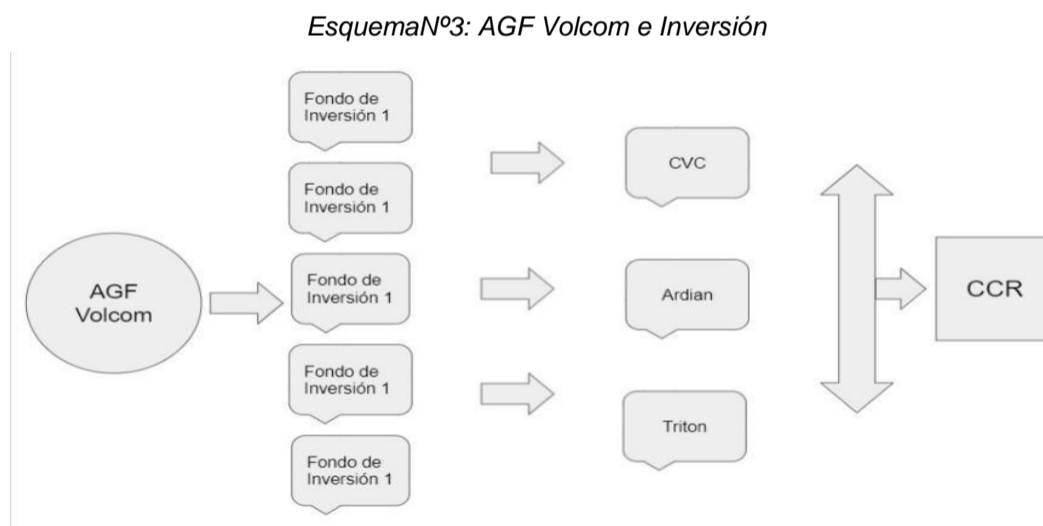 EsquemaNº3: AGF Volcom e Inversión
AGF
Volcom
Fondo de
Inversión 1
Fondo de
Inversión 1
Fondo de
Inversión 1
Fondo de
Inversión 1
Fondo de
Inversión 1
CVC
Ardian
Triton
CCR